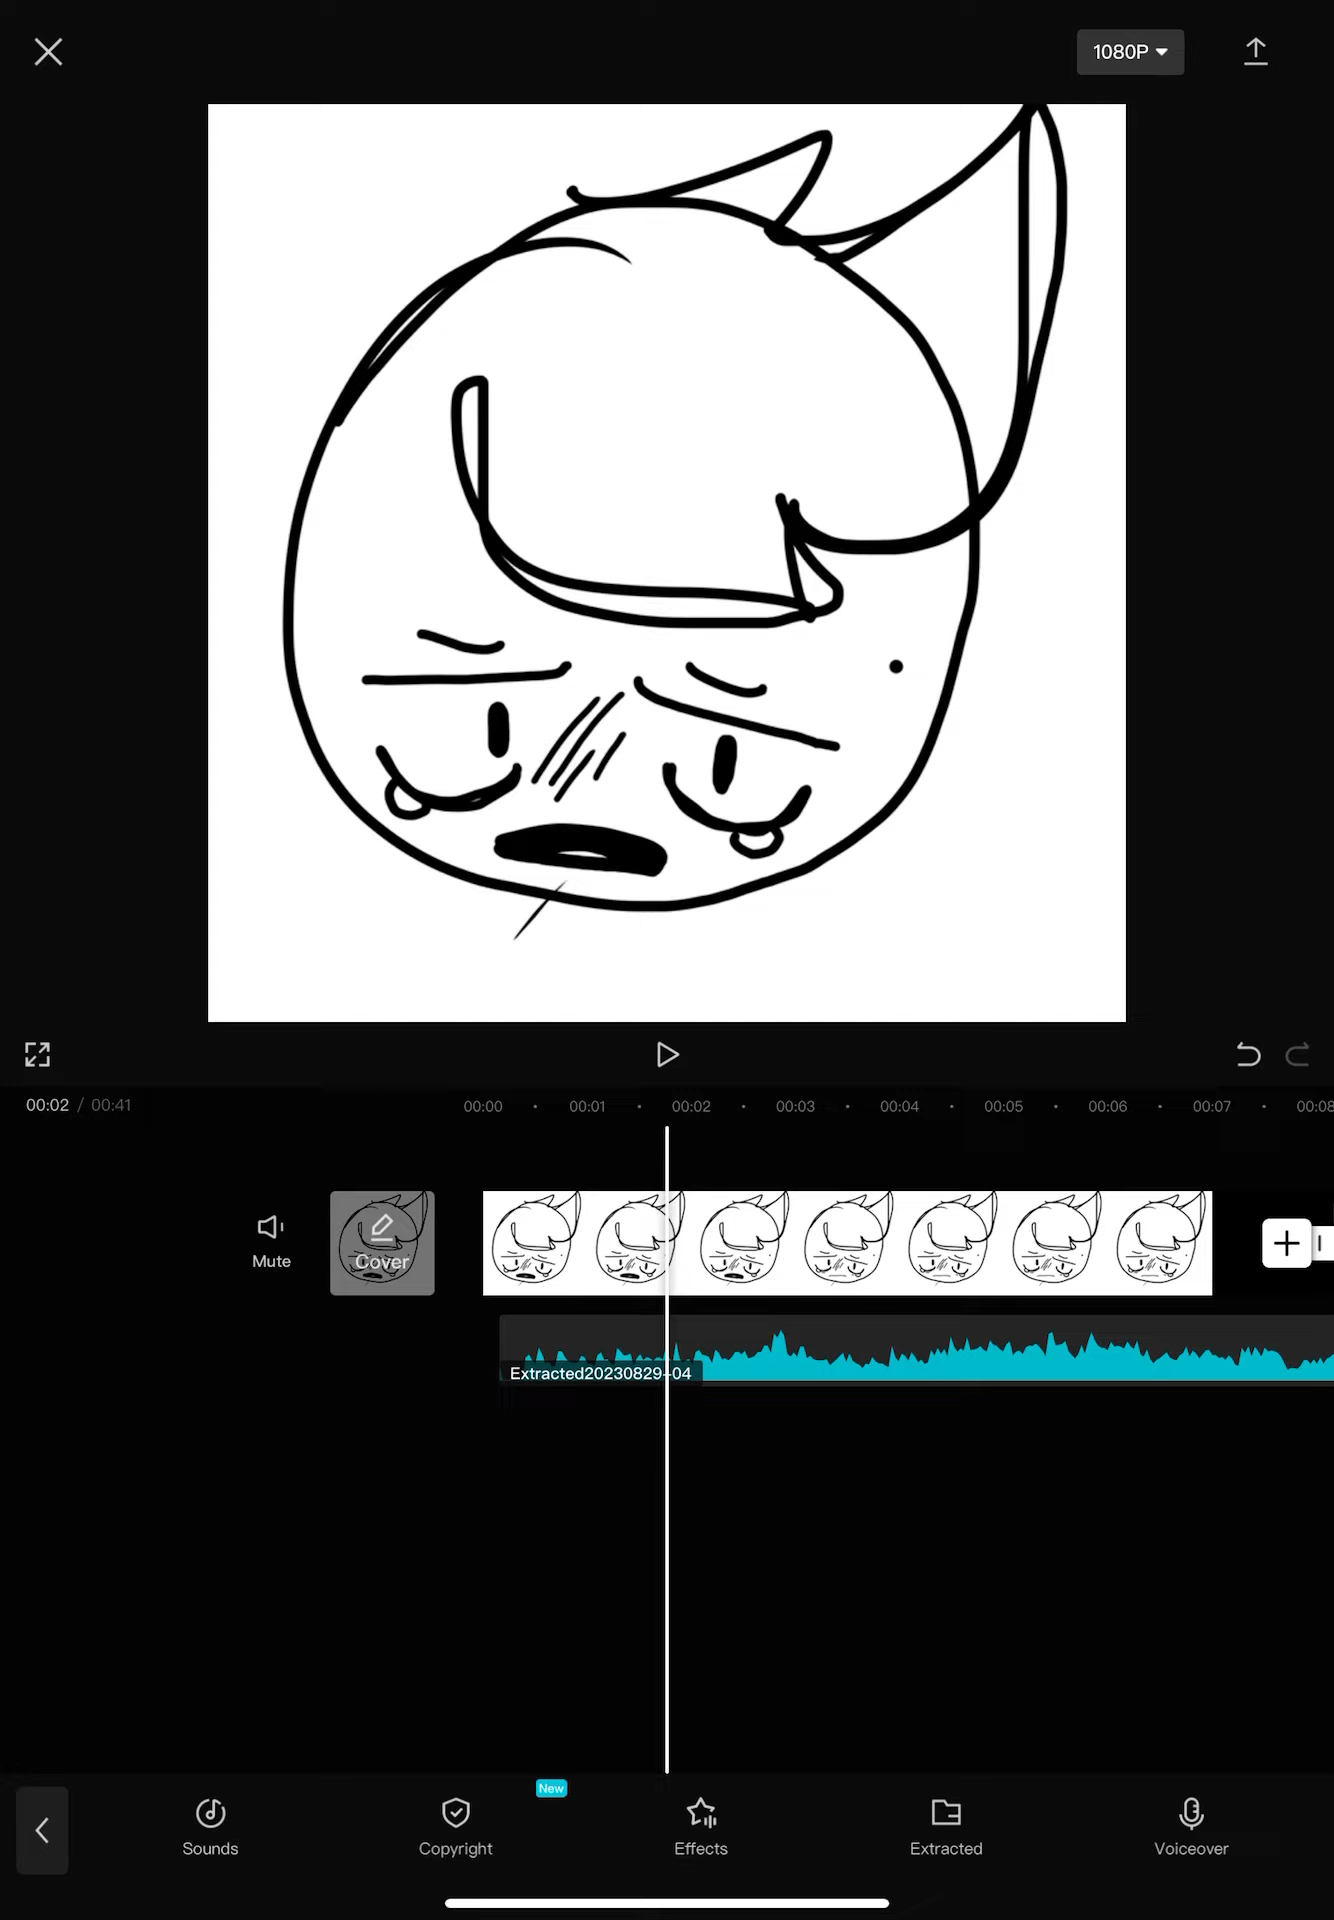 1080P
00:02 / 00:41
00:00 00:01 00:02 00:03 00:04 00:05 00:06 00:07 00:08
Mute
Cover
Extracted20230829-04
New
Sounds Copyright Effects Extracted Voiceover